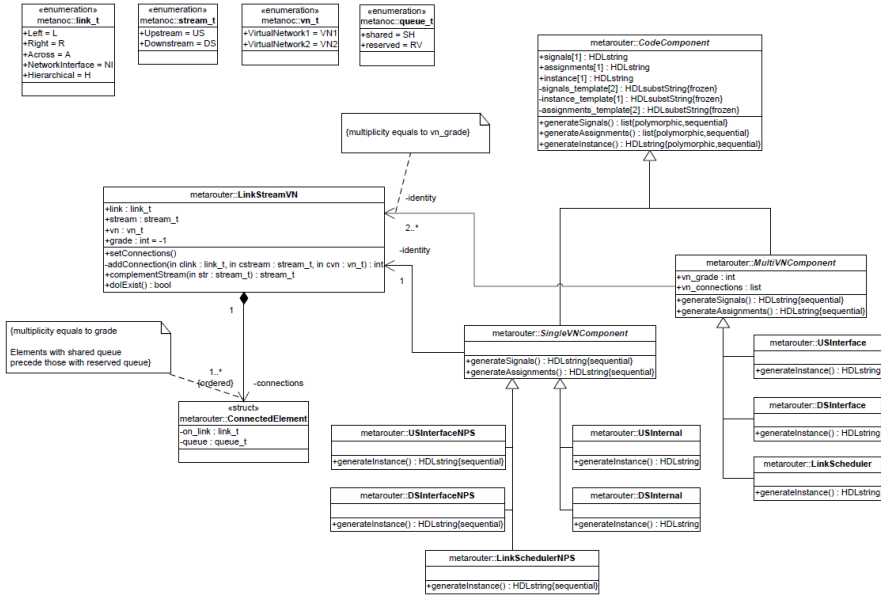 «enumeration»
metanoc::link_t
+Left = L
+Right = R
+Across = A
+NetworkInterface = NI
+Hierarchical = H
«enumeration»
metanoc::stream_t
+Upstream = US
+Downstream = DS
«enumeration»
metanoc::vn_t
+VirtualNetwork1 = VN1
+VirtualNetwork2 = VN2
«enumeration»
metanoc::queue_t
+shared = SH
+reserved = RV
metarouter::CodeComponent
+signals[1] : HDLstring
+assignments[1] : HDLstring
+instance[1] : HDLstring
-signals_template[2] : HDLsubstString{frozen}
-instance_template[1] : HDLsubstString{frozen}
-assignments_template[2] : HDLsubstString{frozen}
+generateSignals() : list{polymorphic,sequential}
+generateAssignments() : list{polymorphic,sequential}
+generateInstance() : HDLstring{polymorphic,sequential}
{multiplicity equals to vn_grade}
metarouter::LinkStreamVN
+link : link_t
+stream : stream_t
+vn : vn_t
+grade : int = -1
+setConnections()
-addConnection(in clink : link_t, in cstream : stream_t, in cvn : vn_t) : int
+complementStream(in str : stream_t) : stream_t
+doIExist() : bool
-identity
2..*
-identity
1
metarouter::MultiVNComponent
+vn_grade : int
+vn_connections : list
+generateSignals() : HDLstring{sequential}
+generateAssignments() : HDLstring{sequential}
1
{multiplicity equals to grade
Elements with shared queue
precede those with reserved queue}
1..*
{ordered}
-connections
metarouter::SingleVNComponent
+generateSignals() : HDLstring{sequential}
+generateAssignments() : HDLstring{sequential}
metarouter::USInterface
+generateInstance() : HDLstring{sequential}
«struct»
metarouter::ConnectedElement
-on_link : link_t
-queue : queue_t
metarouter::DSInterface
+generateInstance() : HDLstring{sequential}
metarouter::USInterfaceNPS
+generateInstance() : HDLstring{sequential}
metarouter::USInternal
+generateInstance() : HDLstring
metarouter::LinkScheduler
+generateInstance() : HDLstring{sequential}
metarouter::DSInterfaceNPS
+generateInstance() : HDLstring{sequential}
metarouter::DSInternal
+generateInstance() : HDLstring
metarouter::LinkSchedulerNPS
+generateInstance() : HDLstring{sequential}